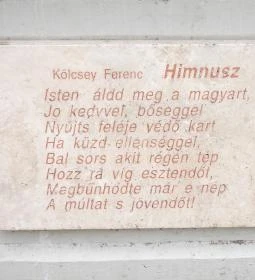 Kölcsey Ferenc Himnusz
Isten áldd meg a magyart,
Jo kedvvel, bőséggel
Nyújts feléje védő kart
Ha küzd ellenséggel,
Bal sors akit régen tép
Hozz rá víg esztendőt,
Megbűnhődte már e nép
A múltat s jövendőt!